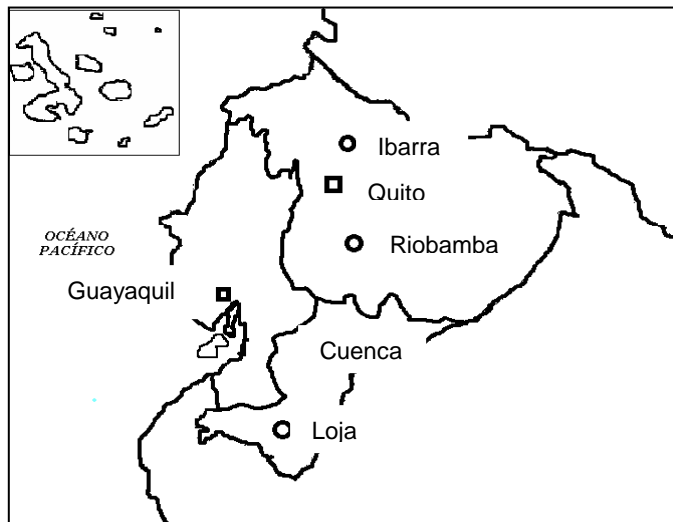 Ibarra
Quito
OCÉANO
PACÍFICO
Riobamba
Guayaquil
Cuenca
Loja